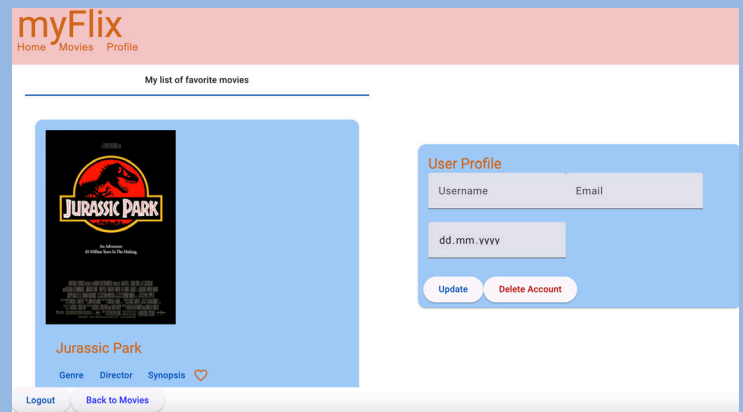 myFlix
Home Movies Profile
My list of favorite movies
JURASSIC PARK
An Adventure
65 Million Years In The Making.
Jurassic Park
Genre Director Synopsis
User Profile
Username Email
dd.mm.yyyy
Update Delete Account
Logout Back to Movies